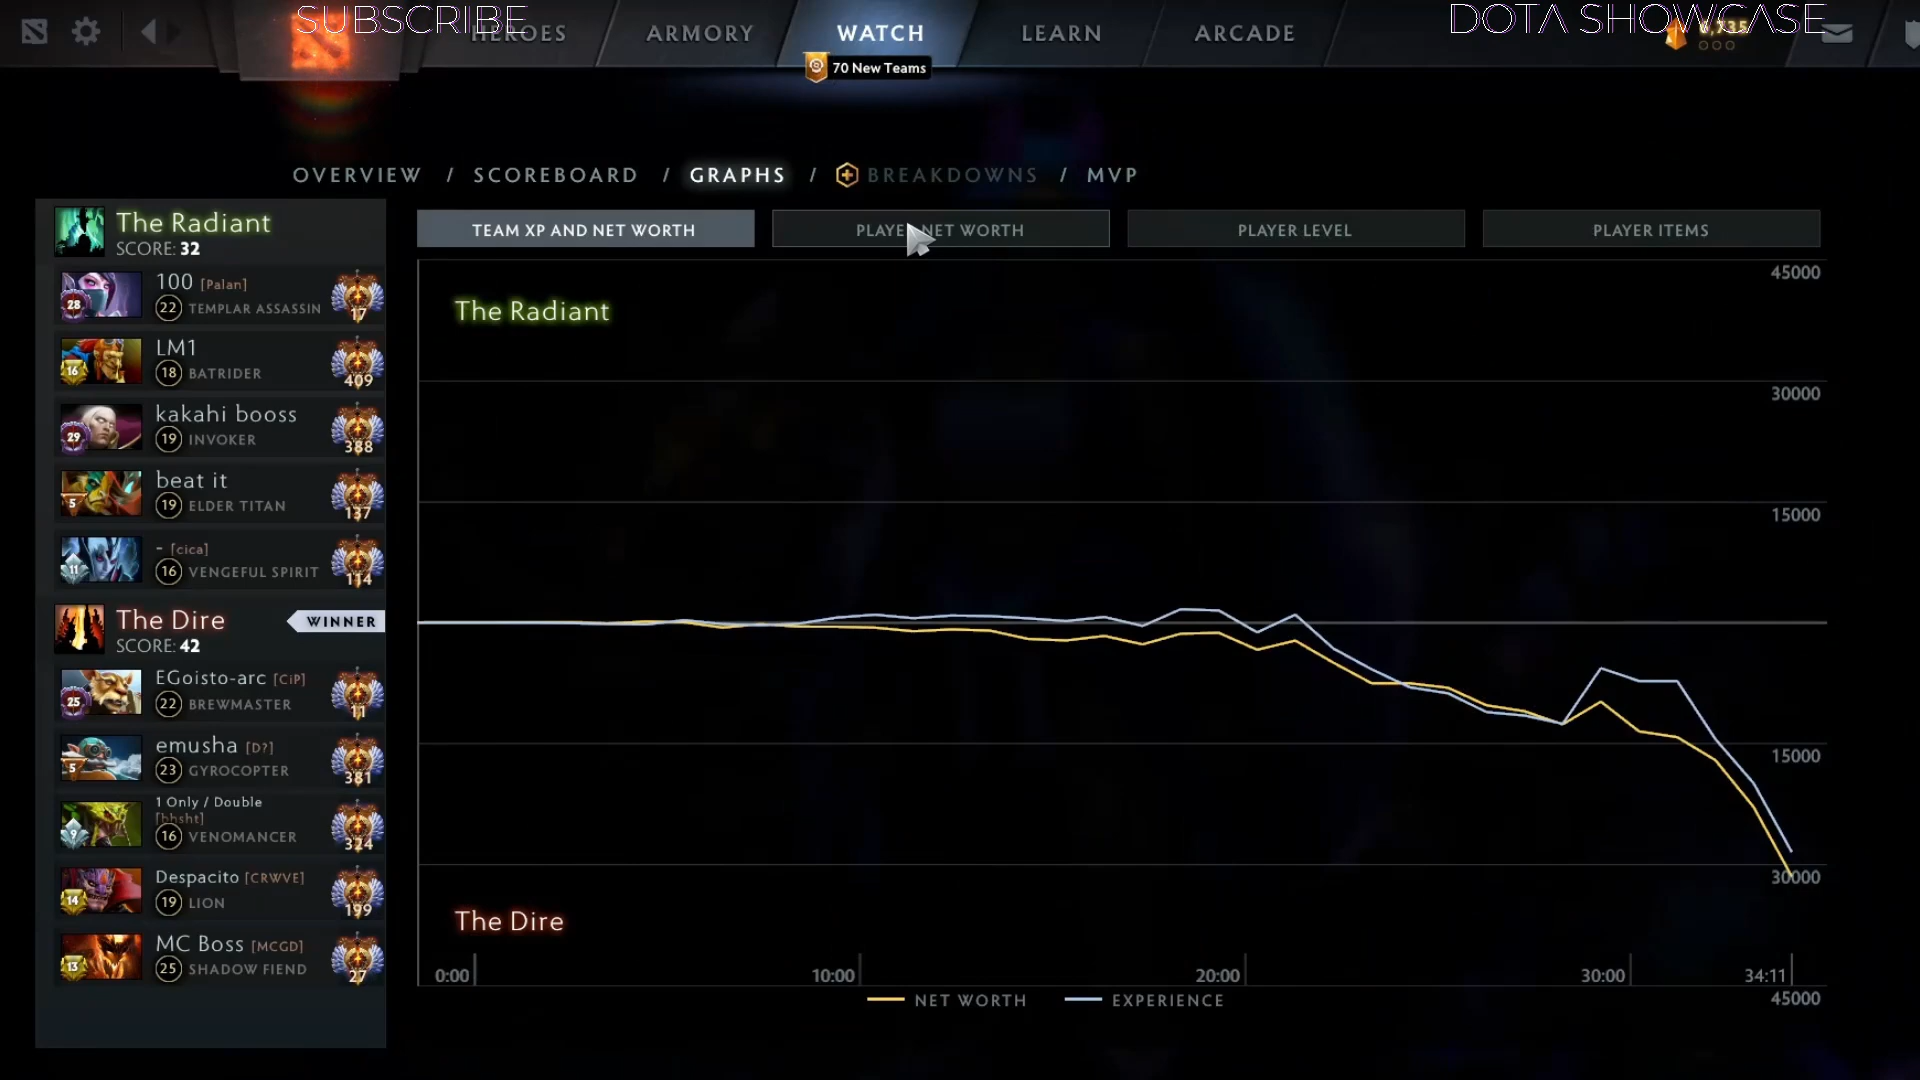 SUBSCRIBE
DOTA SHOWCASE
HEROES
ARMORY
WATCH
LEARN
ARCADE
6,735
70 New Teams
OVERVIEW / SCOREBOARD / GRAPHS / BREAKDOWNS / MVP
The Radiant
SCORE: 32
28
100 [Palan]
22 TEMPLAR ASSASSIN
17
16
LM1
18 BATRIDER
409
29
kakahi booss
19 INVOKER
388
5
beat it
19 ELDER TITAN
137
11
- [cica]
16 VENGEFUL SPIRIT
114
The Dire
WINNER
SCORE: 42
25
EGoisto-arc [CiP]
22 BREWMASTER
11
5
emusha [D?]
23 GYROCOPTER
381
9
1 Only / Double
[bhsht]
16 VENOMANCER
324
14
Despacito [CRWVE]
19 LION
199
13
MC Boss [MCGD]
25 SHADOW FIEND
27
TEAM XP AND NET WORTH
PLAYER NET WORTH
PLAYER LEVEL
PLAYER ITEMS
45000
The Radiant
30000
15000
15000
30000
The Dire
0:00
10:00
20:00
30:00
34:11
45000
NET WORTH
EXPERIENCE